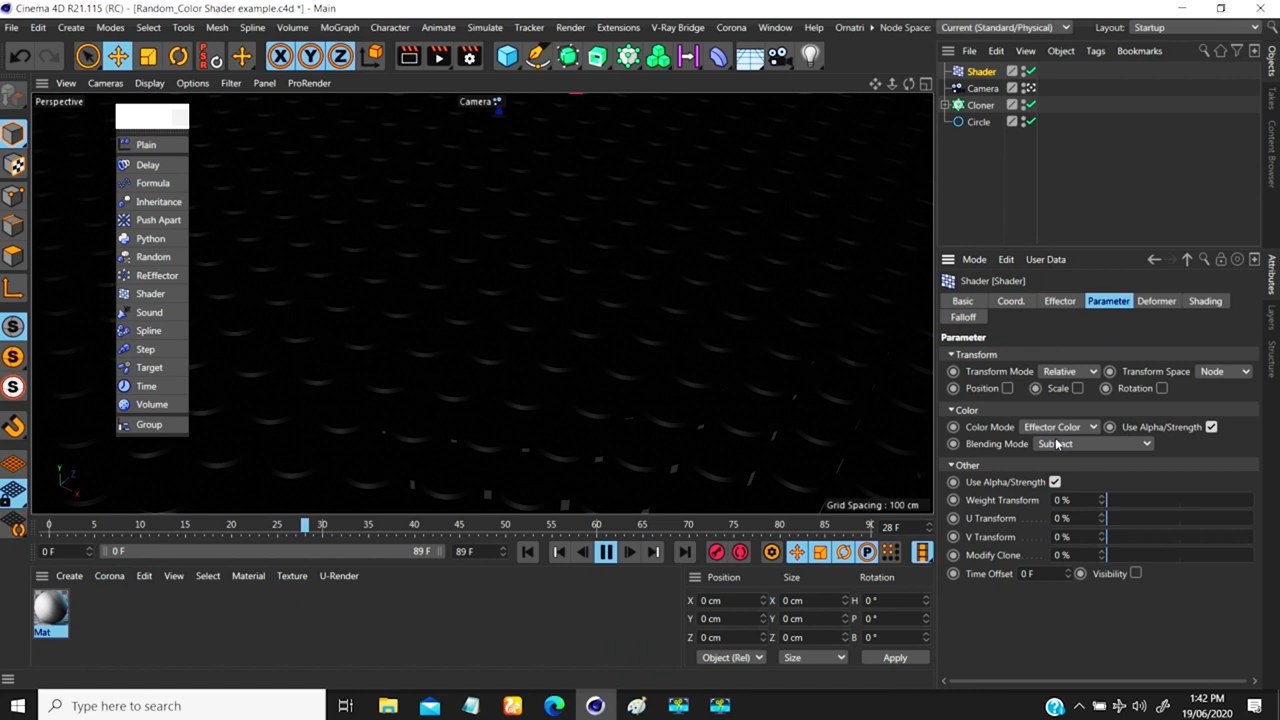 Cinema 4D R21.115 (RC) - [Random_Color Shader example.c4d *] - Main
File Edit Create Modes Select Tools Mesh Spline Volume MoGraph Character Animate Simulate Tracker Render Extensions V-Ray Bridge Corona Window Help Ornatri Node Space: Current (Standard/Physical) Layout: Startup
PSR X Y Z
File Edit View Object Tags Bookmarks
View Cameras Display Options Filter Panel ProRender
Perspective
Camera
Shader
Camera
Cloner
Circle
Plain
Delay
Formula
Inheritance
Push Apart
Python
Random
ReEffector
Shader
Sound
Spline
Step
Target
Time
Volume
Group
Y Z X
Grid Spacing : 100 cm
Mode Edit User Data
Shader [Shader]
Basic Coord. Effector Parameter Deformer Shading
Falloff
Parameter
Transform
Transform Mode Relative Transform Space Node
Position Scale Rotation
Color
Color Mode Effector Color Use Alpha/Strength
Blending Mode Subtract
Other
Use Alpha/Strength
Weight Transform 0 %
U Transform 0 %
V Transform 0 %
Modify Clone 0 %
Time Offset 0 F Visibility
Objects
Takes
Content Browser
Attributes
Layers
Structure
0 5 10 15 20 25 30 35 40 45 50 55 60 65 70 75 80 85 90 28 F
0 F 0 F 89 F 89 F P
Create Corona Edit View Select Material Texture U-Render
Mat
Position Size Rotation
X 0 cm X 0 cm H 0 °
Y 0 cm Y 0 cm P 0 °
Z 0 cm Z 0 cm B 0 °
Object (Rel) Size Apply
Type here to search
1:42 PM
19/06/2020